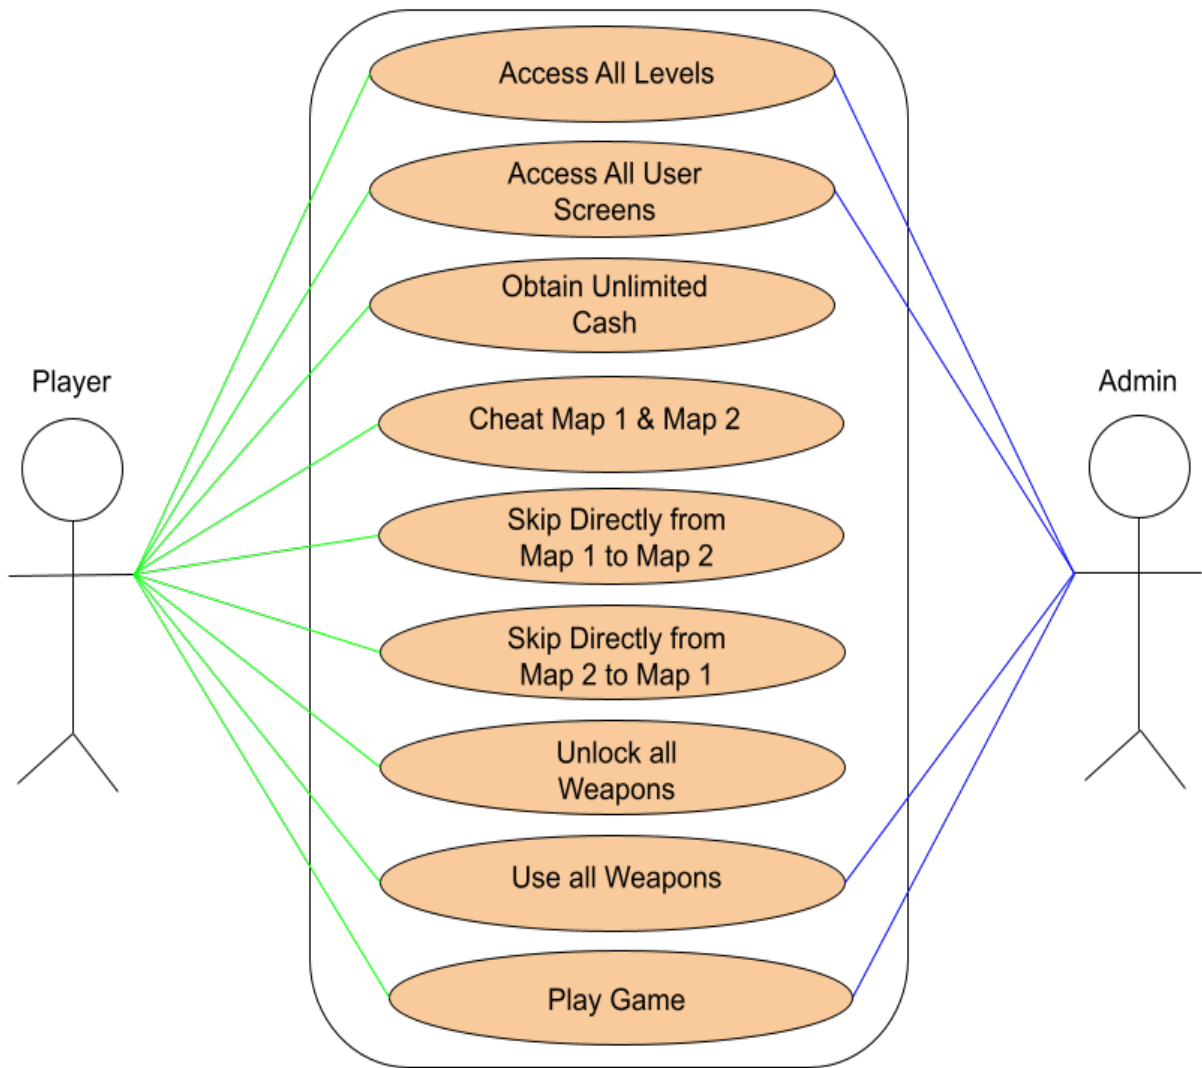 Access All Levels
Access All User
Screens
Obtain Unlimited
Cash
Player
Admin
Cheat Map 1 & Map 2
Skip Directly from
Map 1 to Map 2
Skip Directly from
Map 2 to Map 1
Unlock all
Weapons
Use all Weapons
Play Game